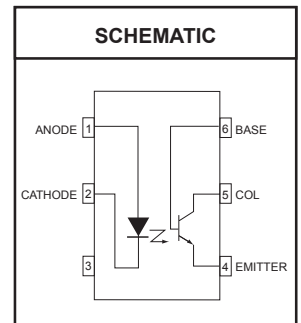 SCHEMATIC
ANODE 1
6 BASE
CATHODE 2
5 COL
3
4 EMITTER